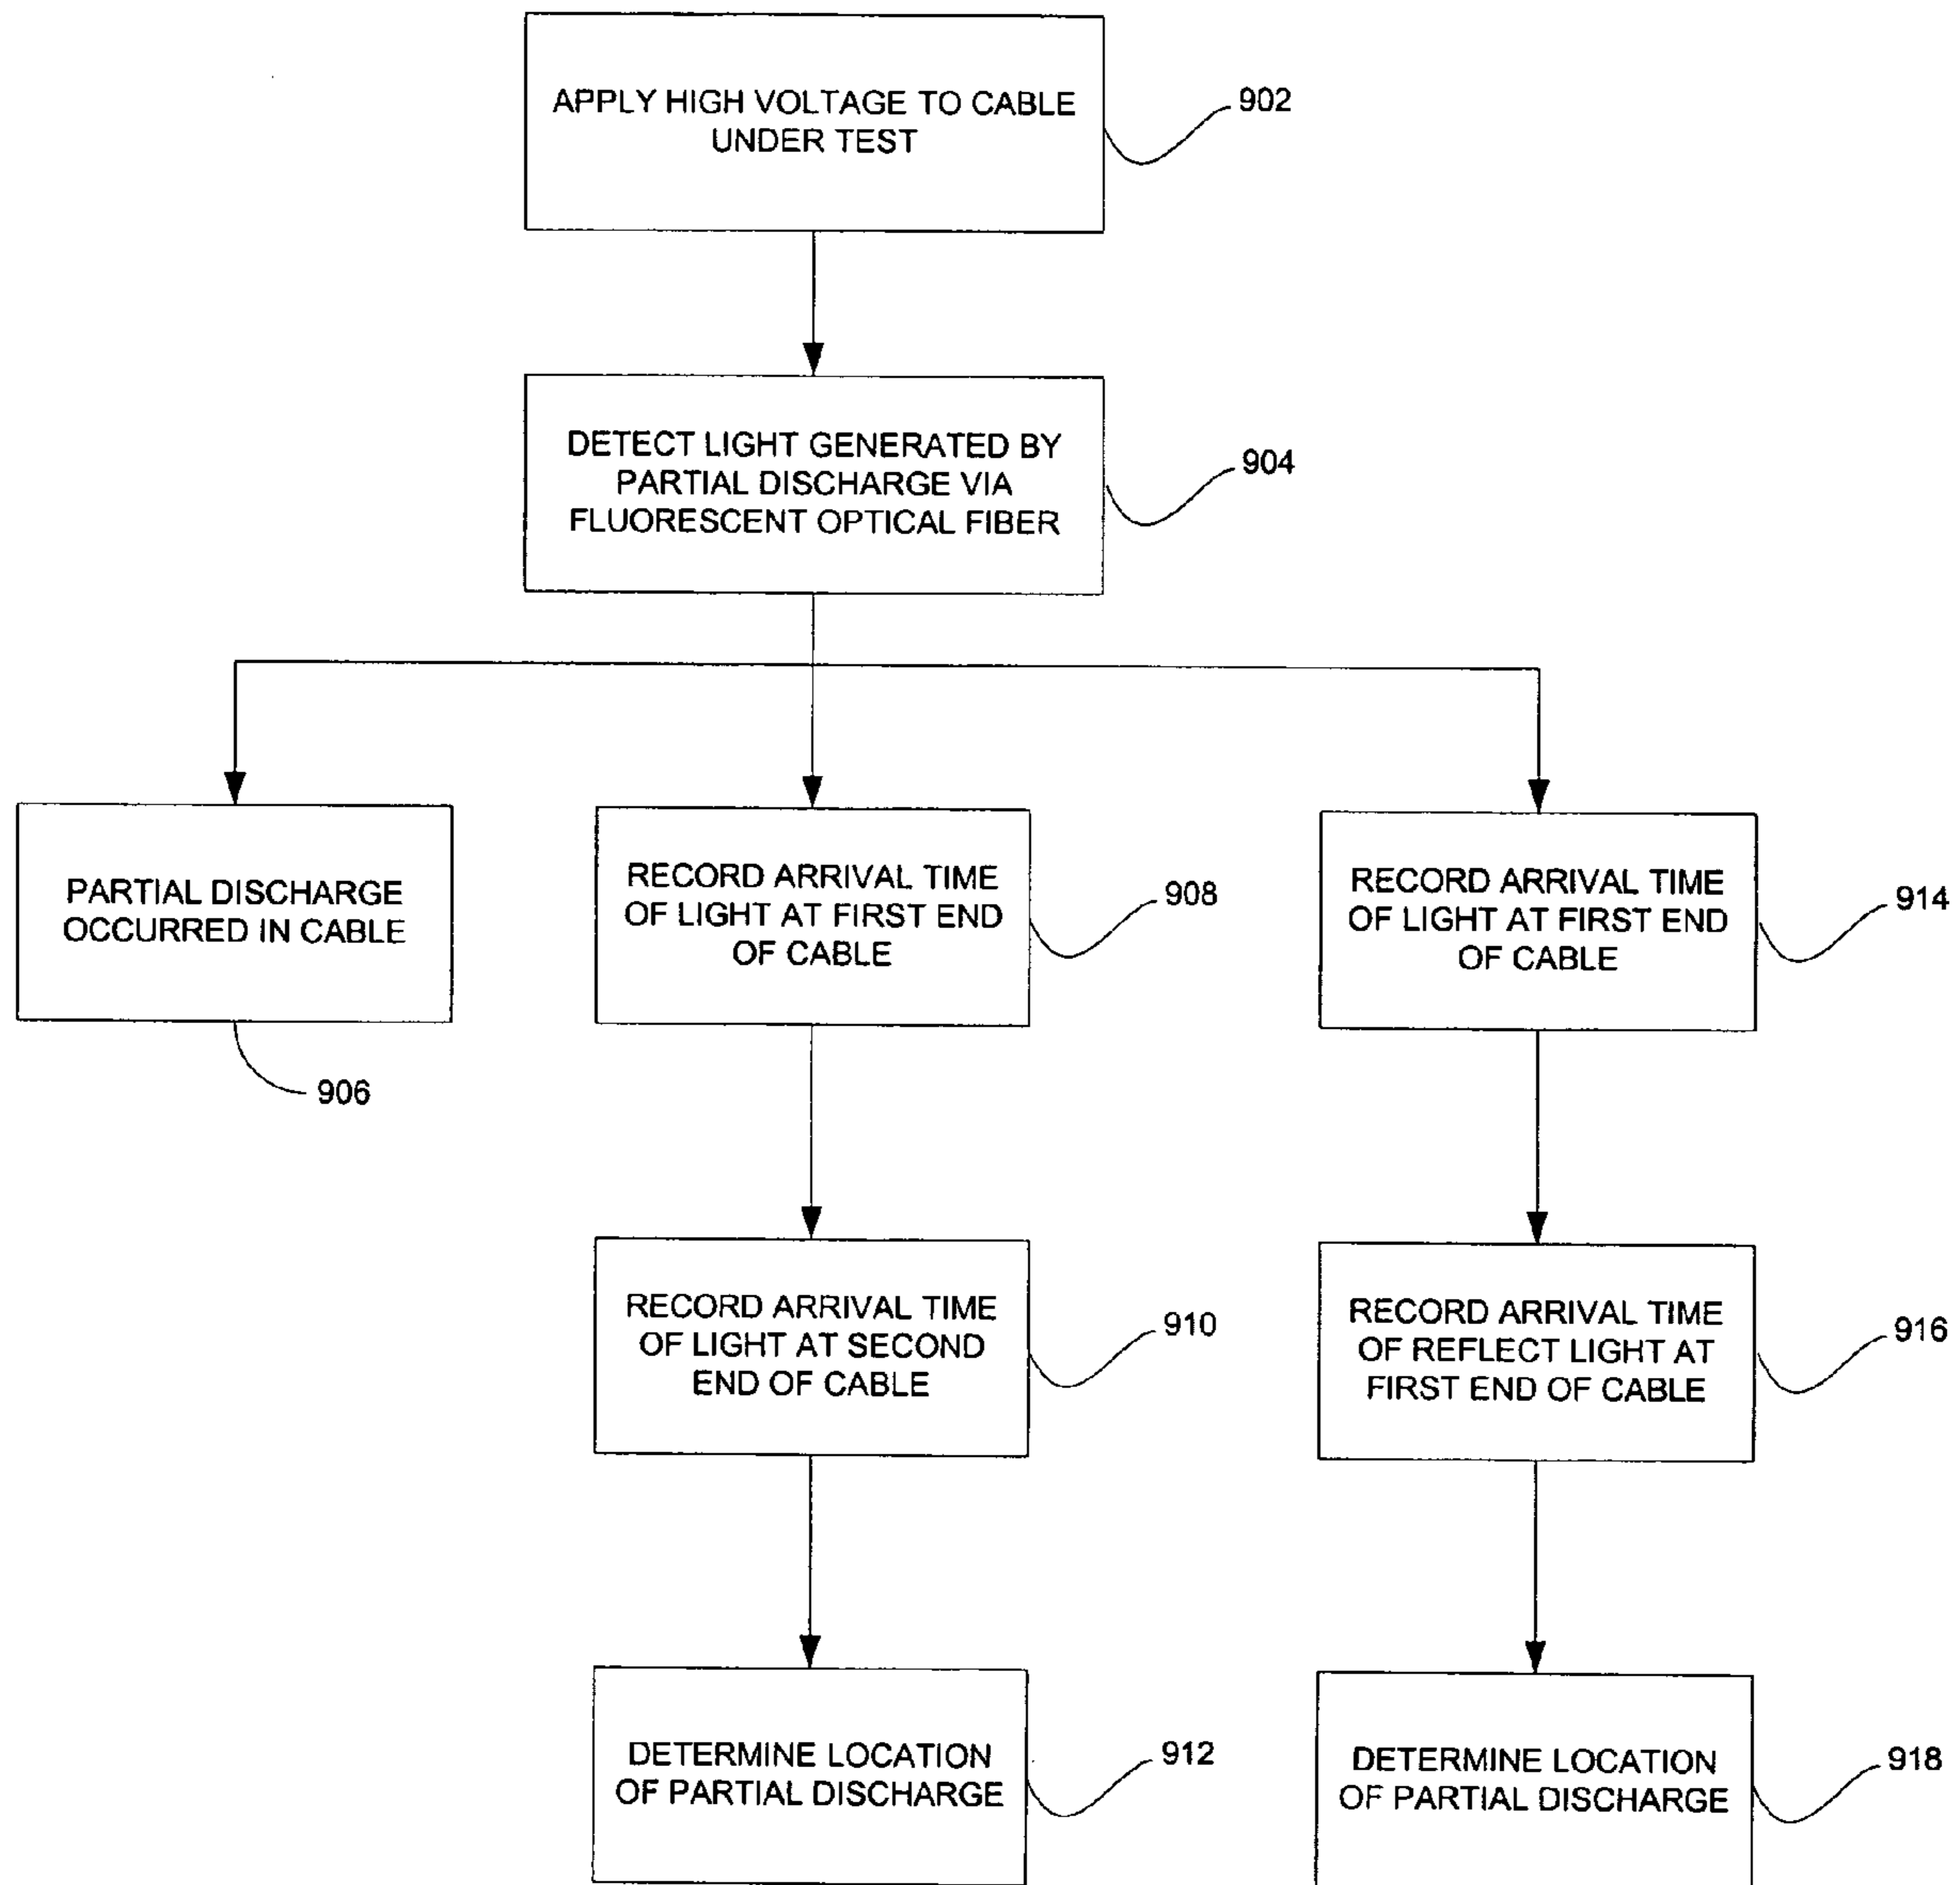 APPLY HIGH VOLTAGE TO CABLE
UNDER TEST
902
DETECT LIGHT GENERATED BY
PARTIAL DISCHARGE VIA
FLUORESCENT OPTICAL FIBER
904
PARTIAL DISCHARGE
OCCURRED IN CABLE
906
RECORD ARRIVAL TIME
OF LIGHT AT FIRST END
OF CABLE
908
RECORD ARRIVAL TIME
OF LIGHT AT FIRST END
OF CABLE
914
RECORD ARRIVAL TIME
OF LIGHT AT SECOND
END OF CABLE
910
RECORD ARRIVAL TIME
OF REFLECT LIGHT AT
FIRST END OF CABLE
916
DETERMINE LOCATION
OF PARTIAL DISCHARGE
912
DETERMINE LOCATION
OF PARTIAL DISCHARGE
918